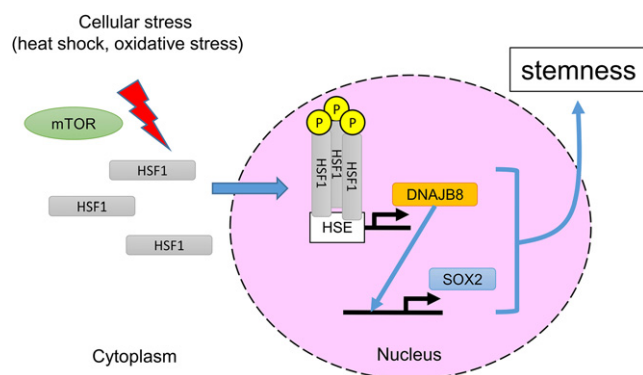 Cellular stress
(heat shock, oxidative stress)
stemness
mTOR
P
P
P
HSF1
HSF1
HSF1
HSF1
HSF1
HSF1
DNAJB8
HSE
SOX2
Cytoplasm
Nucleus